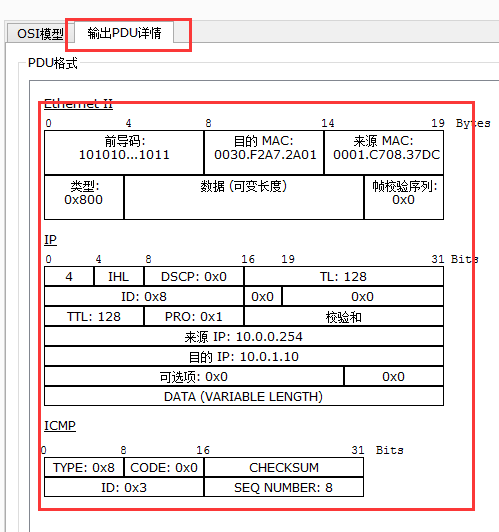 OSI模型 输出PDU详情
PDU格式
Ethernet II
0 4 8 14 19 Bytes
前导码: 目的 MAC: 来源 MAC:
101010...1011 0030.F2A7.2A01 0001.C708.37DC
类型: 数据 (可变长度) 帧校验序列:
0x800 0x0
IP
0 4 8 16 19 31 Bits
4 IHL DSCP: 0x0 TL: 128
ID: 0x8 0x0 0x0
TTL: 128 PRO: 0x1 校验和
来源 IP: 10.0.0.254
目的 IP: 10.0.1.10
可选项: 0x0 0x0
DATA (VARIABLE LENGTH)
ICMP
0 8 16 31 Bits
TYPE: 0x8 CODE: 0x0 CHECKSUM
ID: 0x3 SEQ NUMBER: 8